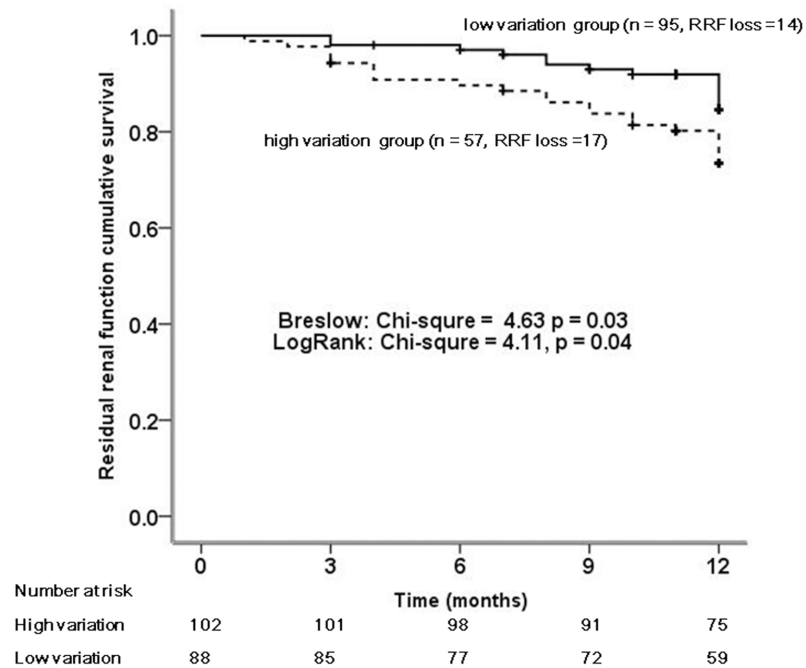 low variation group (n = 95, RRF loss =14)
1.0
0.8
high variation group (n = 57, RRF loss =17)
0.6
0.4
Breslow: Chi-squre = 4.63 p = 0.03
LogRank: Chi-squre = 4.11, p = 0.04
0.2
0.0
Residual renal function cumulative survival
0 3 6 9 12
Time (months)
Number at risk
High variation 102 101 98 91 75
Low variation 88 85 77 72 59